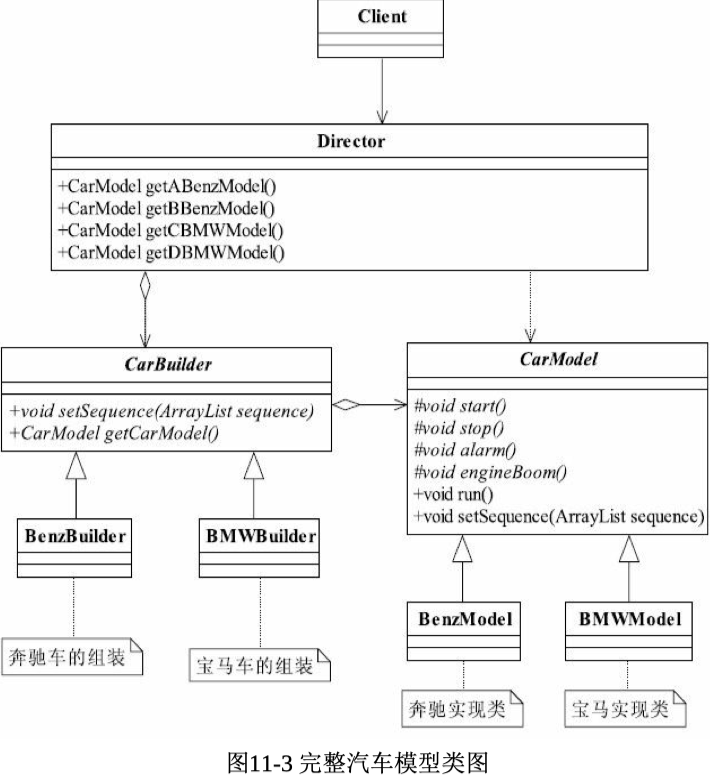 Client
Director
+CarModel getABenzModel()
+CarModel getBBenzModel()
+CarModel getCBMWModel()
+CarModel getDBMWModel()
CarBuilder
+void setSequence(ArrayList sequence)
+CarModel getCarModel()
CarModel
#void start()
#void stop()
#void alarm()
#void engineBoom()
+void run()
+void setSequence(ArrayList sequence)
BenzBuilder
BMWBuilder
BenzModel
BMWModel
奔驰车的组装
宝马车的组装
奔驰实现类
宝马实现类
图11-3 完整汽车模型类图